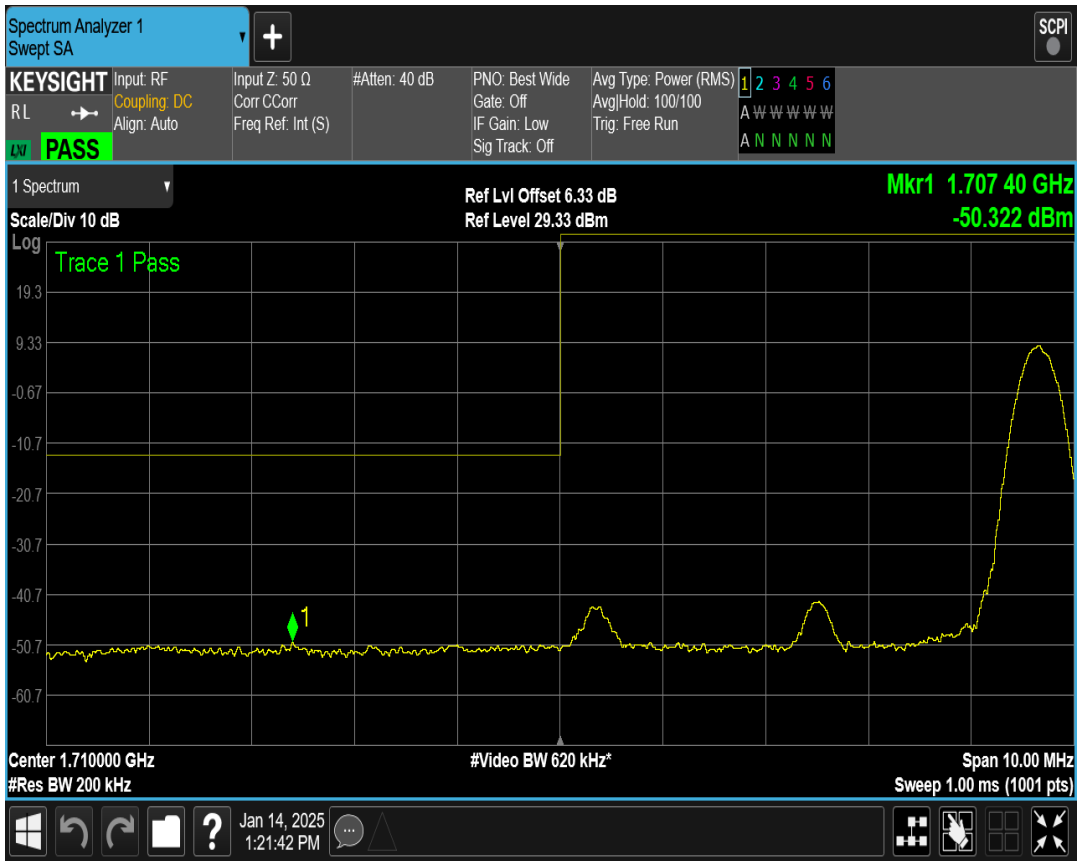 Spectrum Analyzer 1
Swept SA
+
SCPI
KEYSIGHT
R L
LXI
PASS
Input: RF
Coupling: DC
Align: Auto
Input Z: 50 Ω
Corr CCorr
Freq Ref: Int (S)
#Atten: 40 dB
PNO: Best Wide
Gate: Off
IF Gain: Low
Sig Track: Off
Avg Type: Power (RMS)
Avg|Hold: 100/100
Trig: Free Run
1 2 3 4 5 6
A W W W W W
A N N N N N
1 Spectrum
Scale/Div 10 dB
Ref Lvl Offset 6.33 dB
Ref Level 29.33 dBm
Mkr1 1.707 40 GHz
-50.322 dBm
Log
Trace 1 Pass
19.3
9.33
-0.67
-10.7
-20.7
-30.7
-40.7
1
-50.7
-60.7
Center 1.710000 GHz
#Video BW 620 kHz*
Span 10.00 MHz
#Res BW 200 kHz
Sweep 1.00 ms (1001 pts)
?
Jan 14, 2025
1:21:42 PM